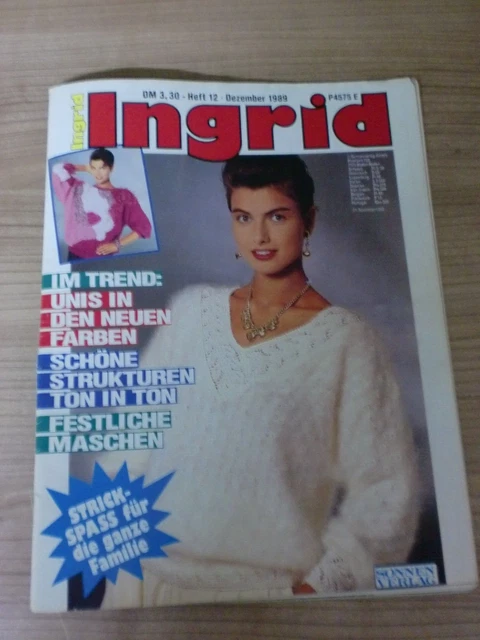 DM 3,30 - Heft 12 - Dezember 1989
P4575 E
Ingrid
Ingrid
IM TREND:
UNIS IN
DEN NEUEN
FARBEN
SCHÖNE
STRUKTUREN
TON IN TON
FESTLICHE
MASCHEN
STRICK-
SPASS für
die ganze
Familie
SONNEN
VERLAG